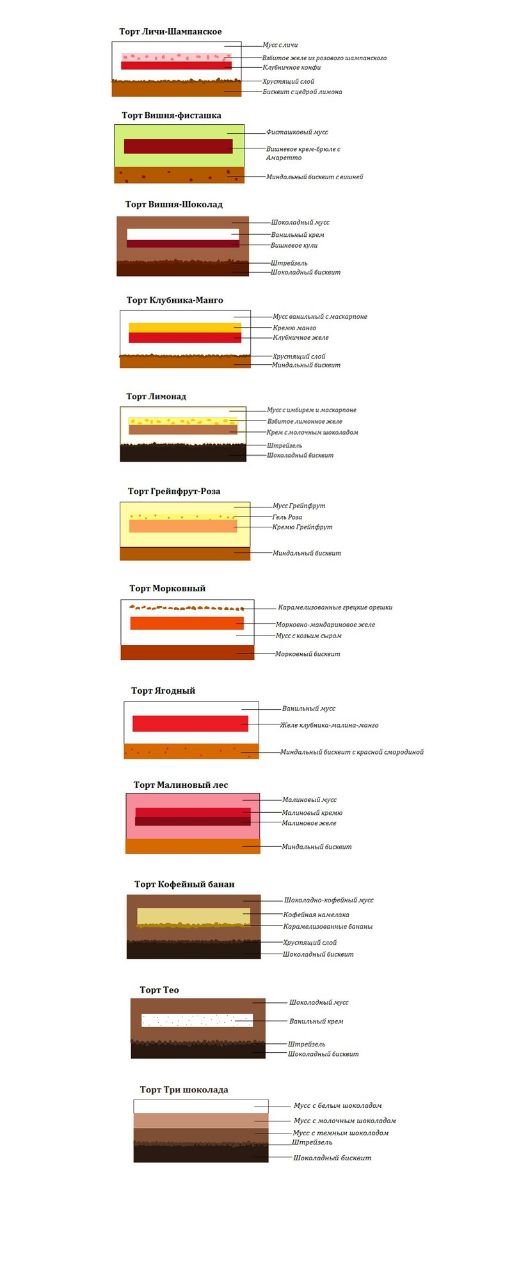 Торт Личи-Шампанское
Мусс с личи
Взбитое желе из розового шампанского
Клубничное конфи
Хрустящий слой
Бисквит с цедрой лимона
Торт Вишня-фисташка
Фисташковый мусс
Вишневое крем-брюле с
Амаретто
Миндальный бисквит с вишней
Торт Вишня-Шоколад
Шоколадный мусс
Ванильный крем
Вишневое кули
Штрейзель
Шоколадный бисквит
Торт Клубника-Манго
Мусс ванильный с маскарпоне
Кремю манго
Клубничное желе
Хрустящий слой
Миндальный бисквит
Торт Лимонад
Мусс с имбирем и маскарпоне
Взбитое лимонное желе
Крем с молочным шоколадом
Штрейзель
Шоколадный бисквит
Торт Грейпфрут-Роза
Мусс Грейпфрут
Гель Роза
Кремю Грейпфрут
Миндальный бисквит
Торт Морковный
Карамелизованные грецкие орешки
Морковно-мандариновое желе
Мусс с козьим сыром
Морковный бисквит
Торт Ягодный
Ванильный мусс
Желе клубника-малина-манго
Миндальный бисквит с красной смородиной
Торт Малиновый лес
Малиновый мусс
Малиновый кремю
Малиновое желе
Миндальный бисквит
Торт Кофейный банан
Шоколадно-кофейный мусс
Кофейная намелака
Карамелизованные бананы
Хрустящий слой
Шоколадный бисквит
Торт Тео
Шоколадный мусс
Ванильный крем
Штрейзель
Шоколадный бисквит
Торт Три шоколада
Мусс с белым шоколадом
Мусс с молочным шоколадом
Мусс с темным шоколадом
Штрейзель
Шоколадный бисквит